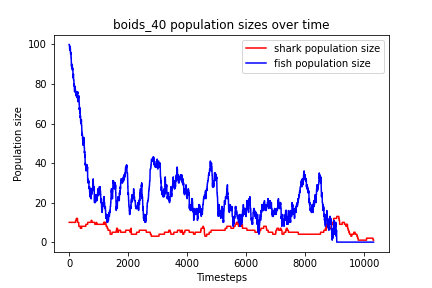 boids_40 population sizes over time
shark population size
fish population size
Population size
100
80
60
40
20
0
0
2000
4000
6000
8000
10000
Timesteps